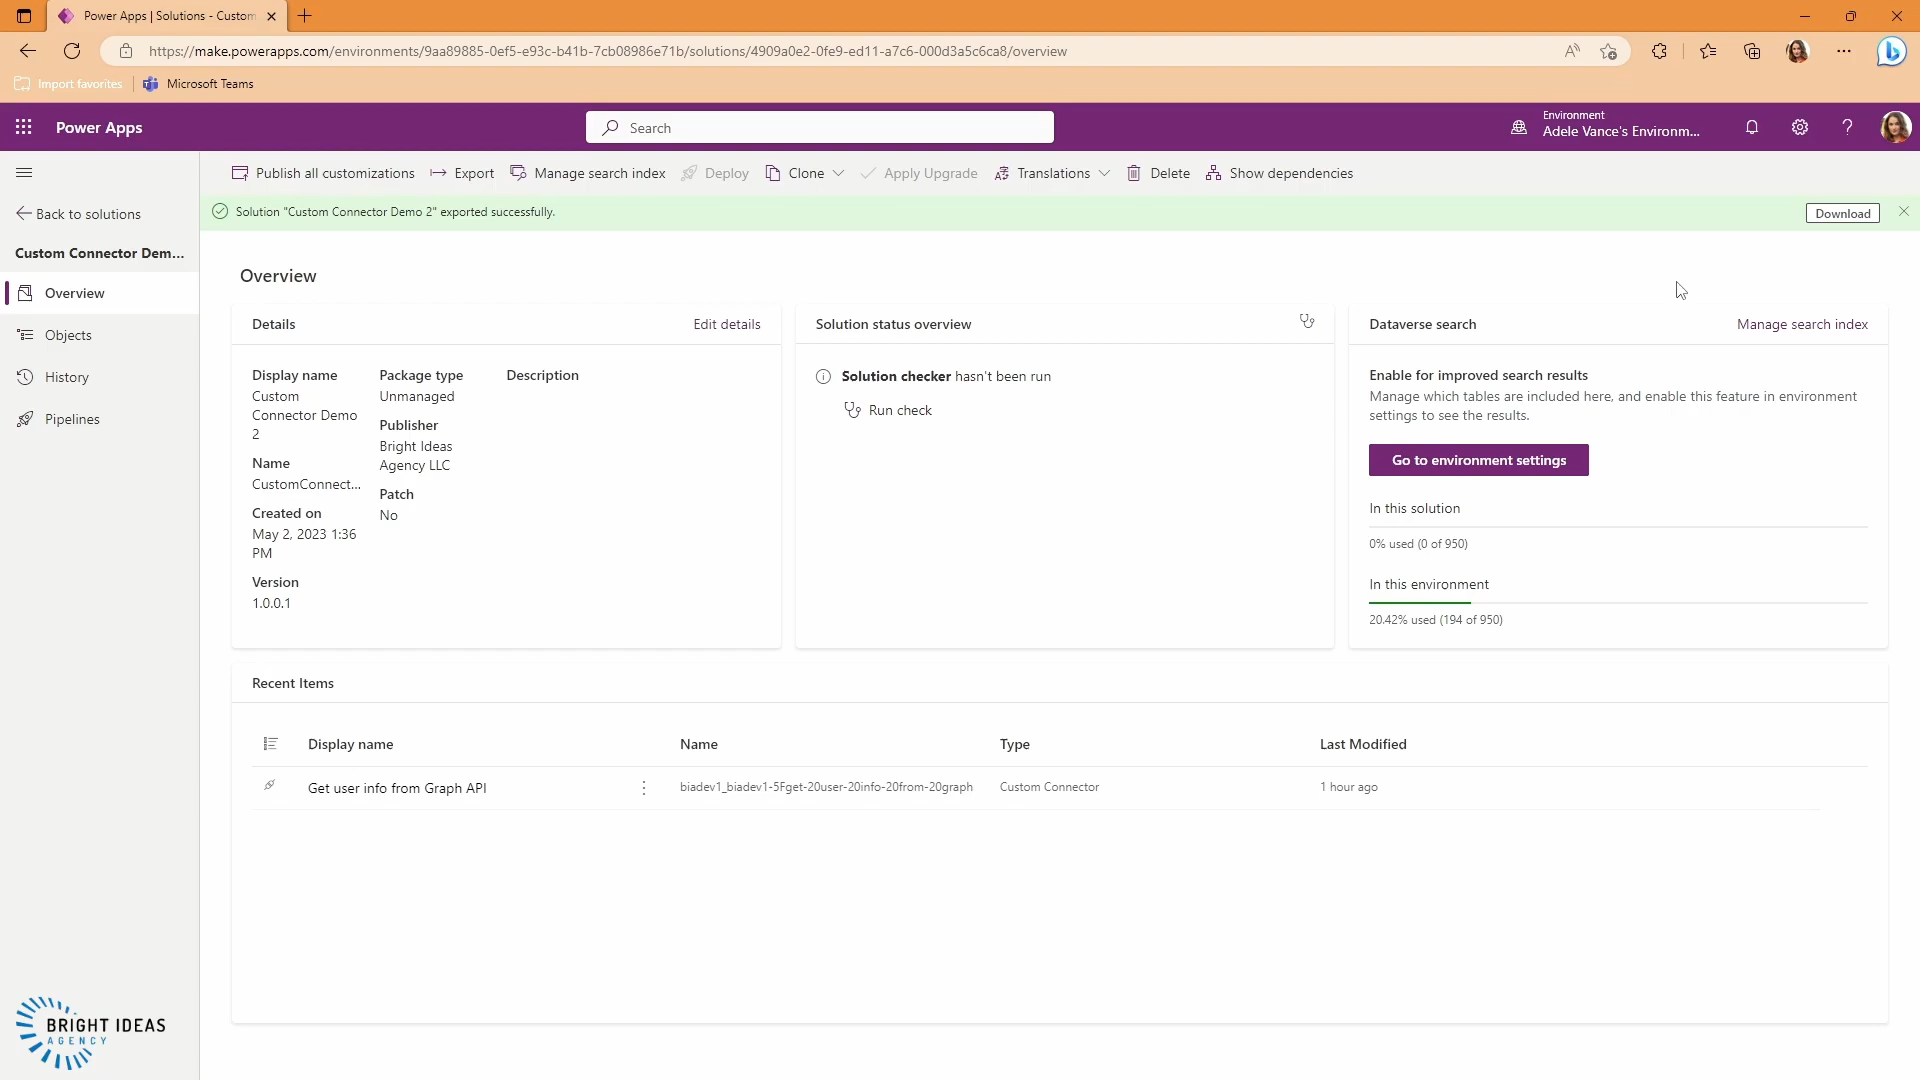 Power Apps | Solutions - Custom
https://make.powerapps.com/environments/9aa89885-0ef5-e93c-b41b-7cb08986e71b/solutions/4909a0e2-0fe9-ed11-a7c6-000d3a5c6ca8/overview
Import favorites
Microsoft Teams
Power Apps
Search
Environment
Adele Vance's Environm...
Publish all customizations
Export
Manage search index
Deploy
Clone
Apply Upgrade
Translations
Delete
Show dependencies
Back to solutions
Solution "Custom Connector Demo 2" exported successfully.
Download
Custom Connector Dem...
Overview
Objects
History
Pipelines
Overview
Details
Edit details
Display name
Custom
Connector Demo
2
Name
CustomConnect...
Created on
May 2, 2023 1:36
PM
Version
1.0.0.1
Package type
Unmanaged
Publisher
Bright Ideas
Agency LLC
Patch
No
Description
Solution status overview
Solution checker hasn't been run
Run check
Dataverse search
Manage search index
Enable for improved search results
Manage which tables are included here, and enable this feature in environment
settings to see the results.
Go to environment settings
In this solution
0% used (0 of 950)
In this environment
20.42% used (194 of 950)
Recent Items
Display name
Name
Type
Last Modified
Get user info from Graph API
biadev1_biadev1-5Fget-20user-20info-20from-20graph
Custom Connector
1 hour ago
BRIGHT IDEAS
AGENCY